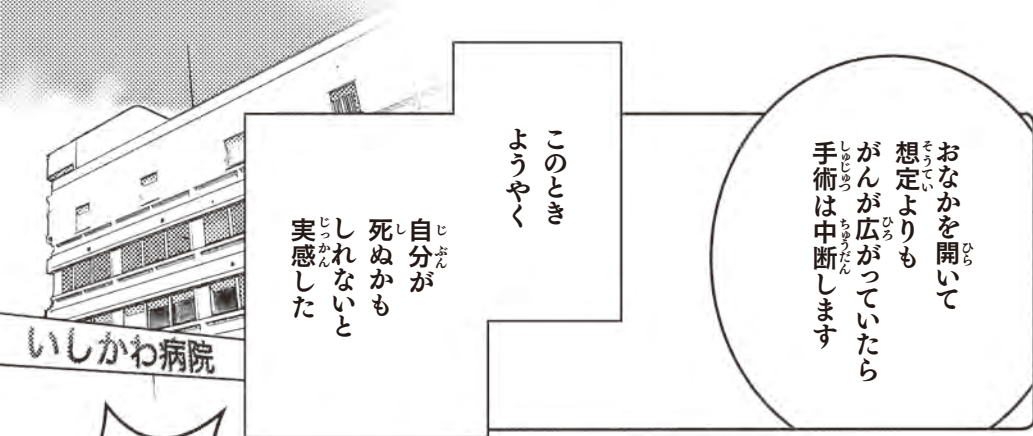 おなかを開いて
想定よりも
がんが広がっていたら
手術は中断します
このとき
ようやく
自分が
死ぬかも
しれないと
実感した
いしかわ病院